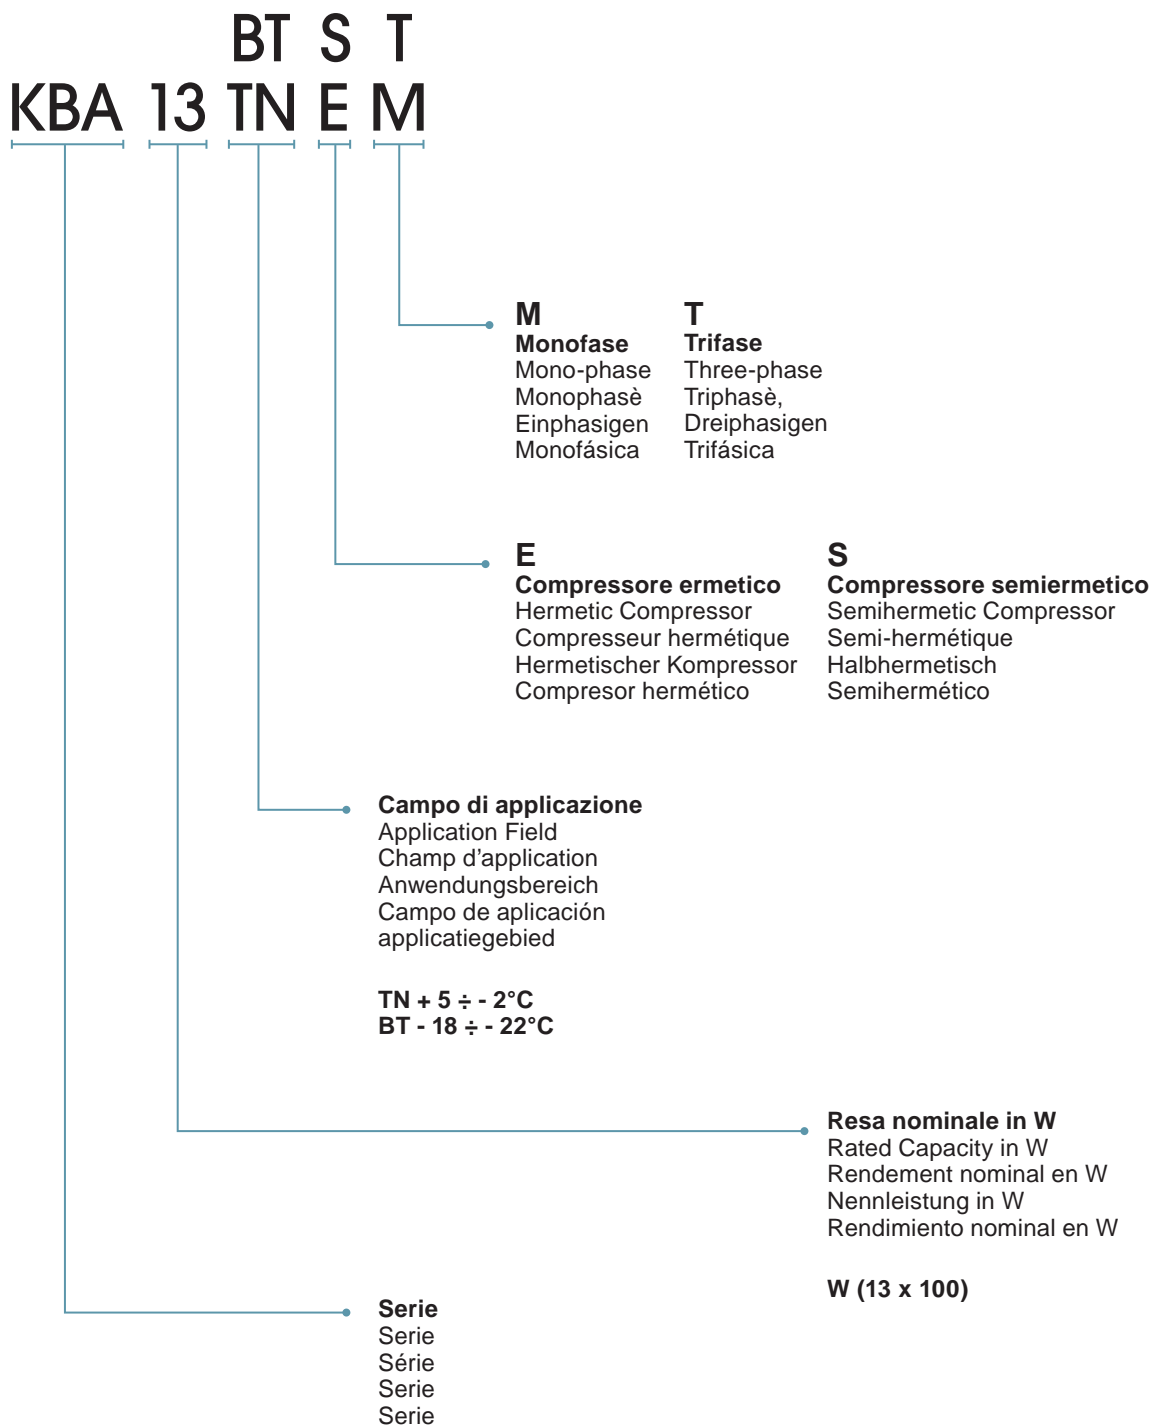 BT S T
KBA 13 TN E M
M
Monofase
Mono-phase
Monophasè
Einphasigen
Monofásica
T
Trifase
Three-phase
Triphasè,
Dreiphasigen
Trifásica
E
Compressore ermetico
Hermetic Compressor
Compresseur hermétique
Hermetischer Kompressor
Compresor hermético
S
Compressore semiermetico
Semihermetic Compressor
Semi-hermétique
Halbhermetisch
Semihermético
Campo di applicazione
Application Field
Champ d’application
Anwendungsbereich
Campo de aplicación
applicatiegebied
TN + 5 ÷ - 2°C
BT - 18 ÷ - 22°C
Resa nominale in W
Rated Capacity in W
Rendement nominal en W
Nennleistung in W
Rendimiento nominal en W
W (13 x 100)
Serie
Serie
Série
Serie
Serie